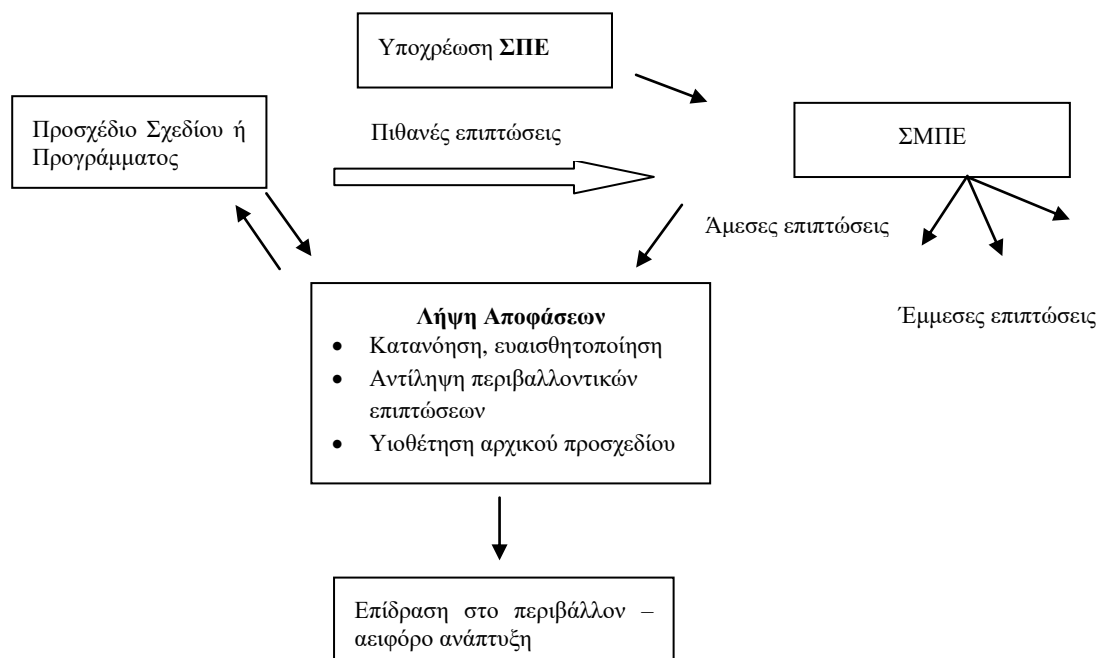 Υποχρέωση ΣΠΕ
Προσχέδιο Σχεδίου ή
Προγράμματος
Πιθανές επιπτώσεις
ΣΜΠΕ
Άμεσες επιπτώσεις
Έμμεσες επιπτώσεις
Λήψη Αποφάσεων
• Κατανόηση, ευαισθητοποίηση
• Αντίληψη περιβαλλοντικών
επιπτώσεων
• Υιοθέτηση αρχικού προσχεδίου
Επίδραση στο περιβάλλον –
αειφόρο ανάπτυξη